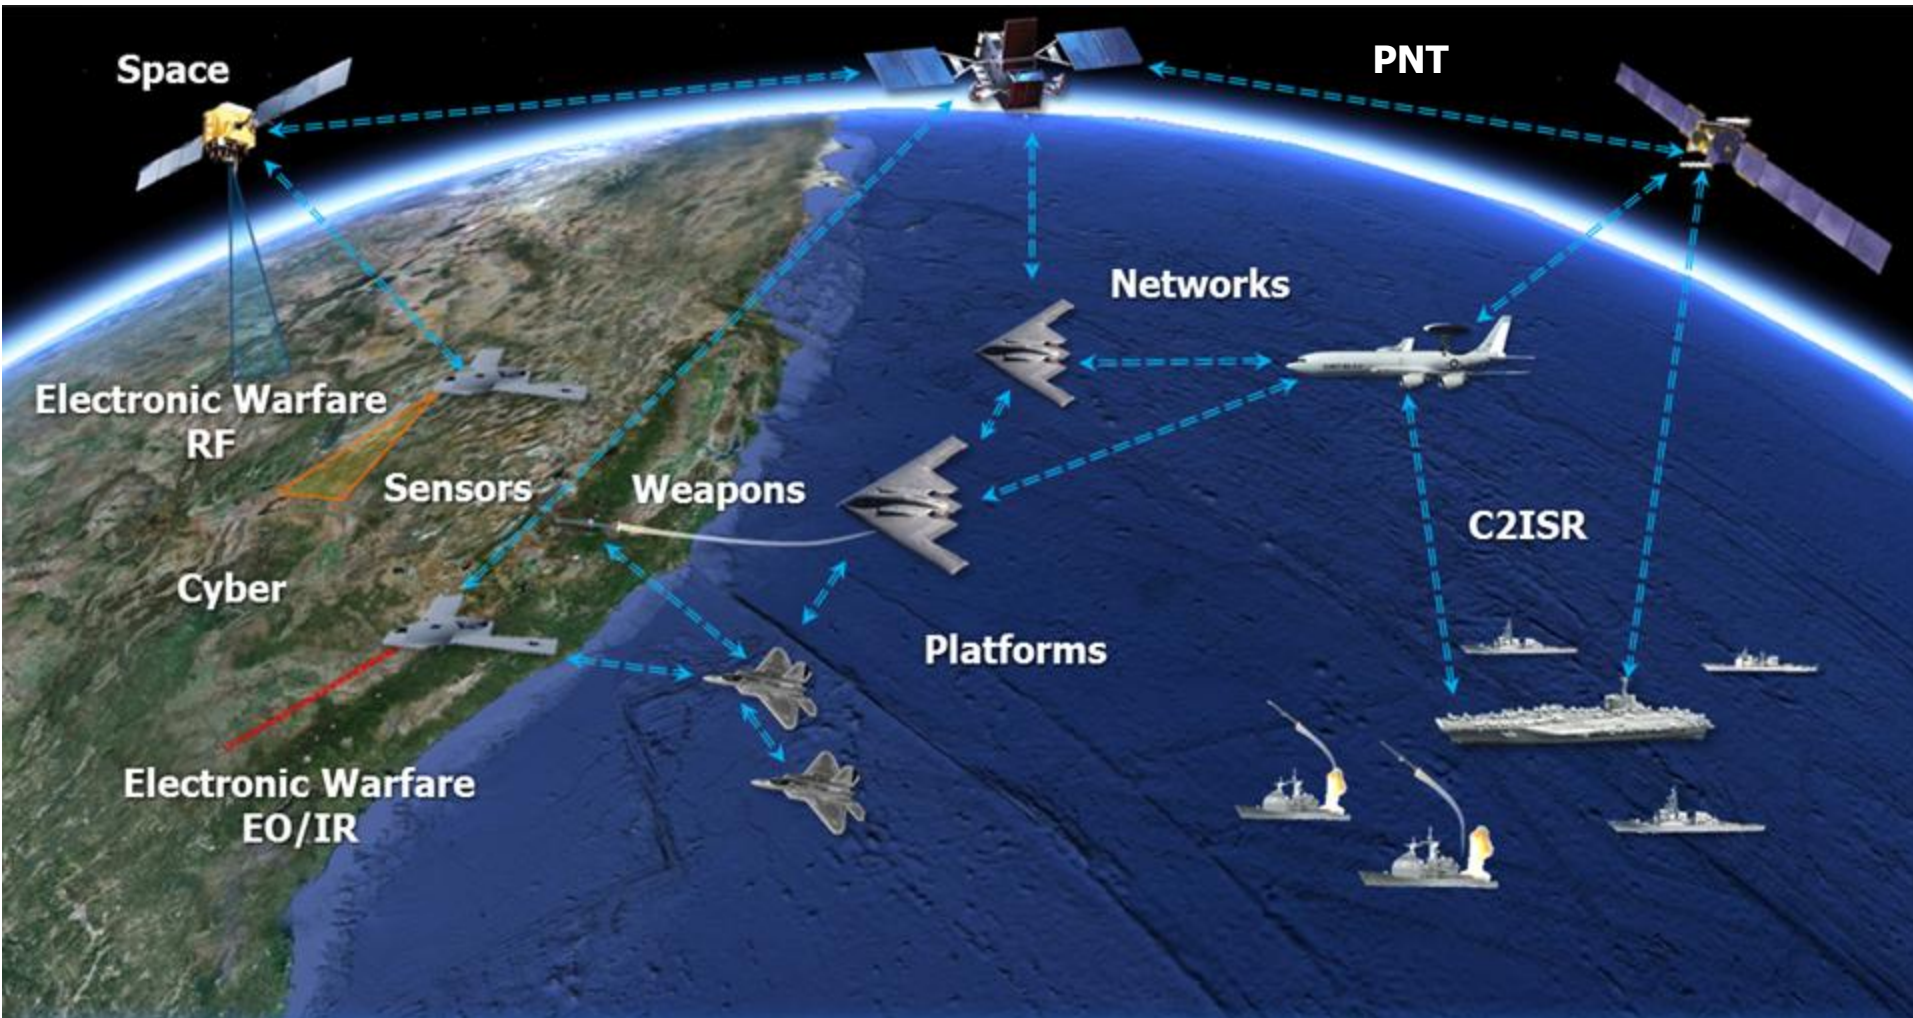 Space
PNT
Networks
Electronic Warfare
RF
Sensors
Weapons
C2ISR
Cyber
Platforms
Electronic Warfare
EO/IR